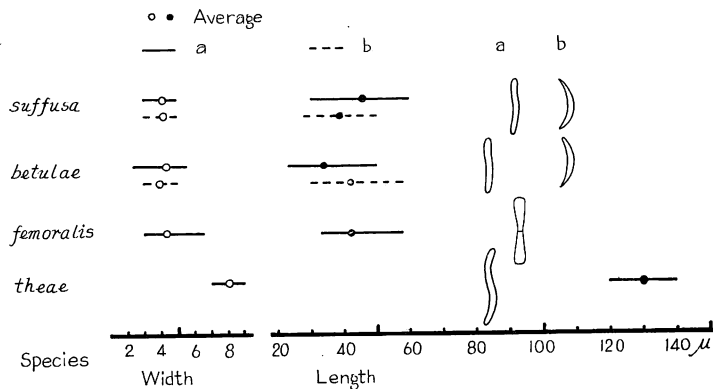 Average
a b a b
suffusa
betulae
femoralis
theae
2 4 6 8 20 40 60 80 100 120 140 μ
Species
Width Length